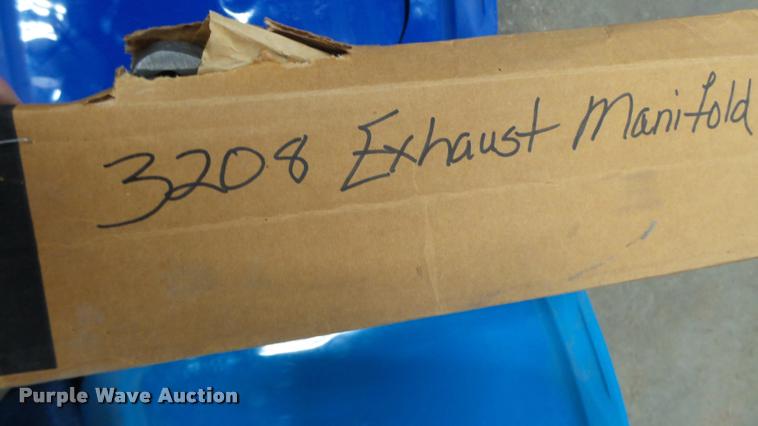 3208 Exhaust Manifold
Purple Wave Auction